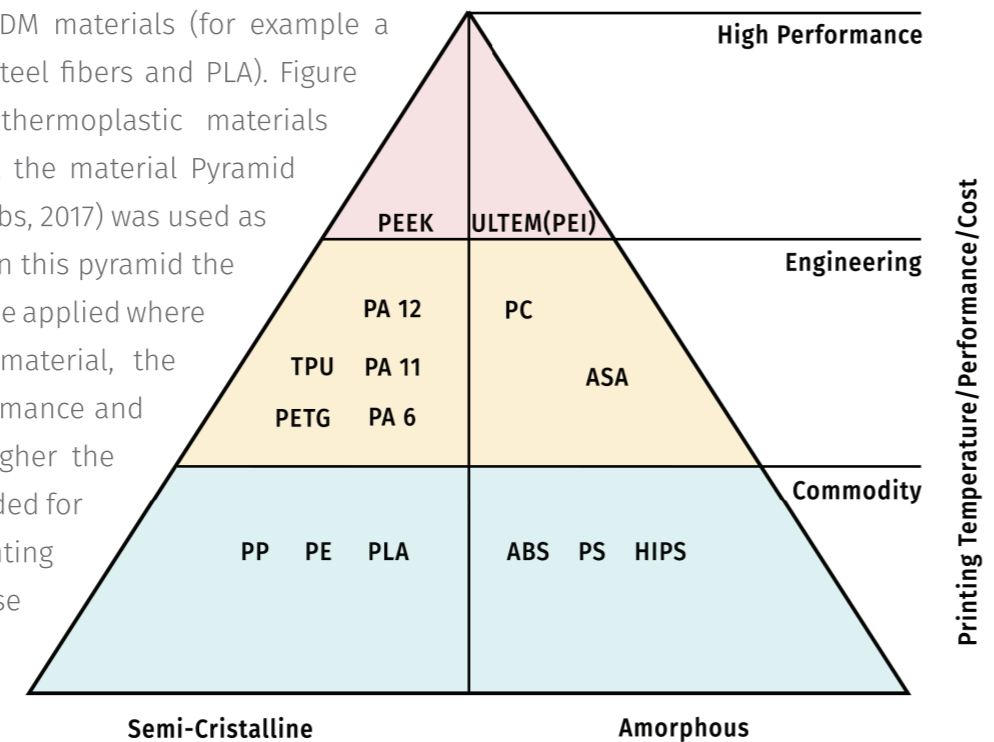 DM materials (for example a
teel fibers and PLA). Figure
thermoplastic materials
the material Pyramid
bs, 2017) was used as
n this pyramid the
e applied where
material, the
mance and
gher the
ded for
nting
se
High Performance
PEEK ULTEM(PEI)
Engineering
PA 12 PC
TPU PA 11
ASA
PETG PA 6
Commodity
PP PE PLA ABS PS HIPS
Semi-Cristalline Amorphous
Printing Temperature/Performance/Cost